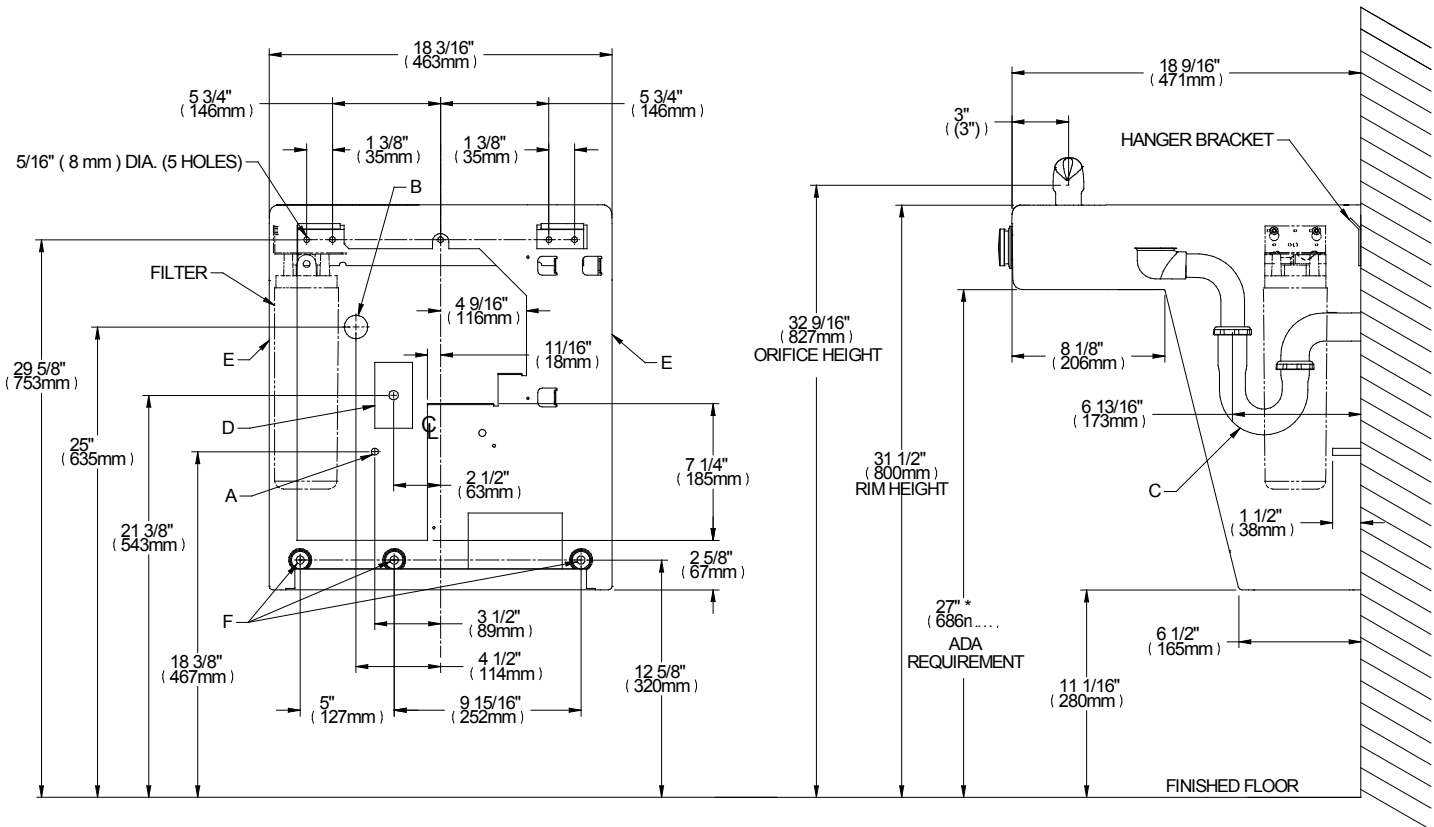 18 3/16"
(463mm)
5 3/4"
(146mm)
5 3/4"
(146mm)
1 3/8"
(35mm)
1 3/8"
(35mm)
5/16" ( 8 mm ) DIA. (5 HOLES)
B
FILTER
4 9/16"
(116mm)
11/16"
(18mm)
E
E
29 5/8"
(753mm)
25"
(635mm)
D
CL
A
2 1/2"
(63mm)
7 1/4"
(185mm)
21 3/8"
(543mm)
2 5/8"
(67mm)
F
3 1/2"
(89mm)
18 3/8"
(467mm)
4 1/2"
(114mm)
12 5/8"
(320mm)
5"
(127mm)
9 15/16"
(252mm)
18 9/16"
(471mm)
3"
(3")
HANGER BRACKET
32 9/16"
(827mm)
ORIFICE HEIGHT
8 1/8"
(206mm)
6 13/16"
(173mm)
31 1/2"
(800mm)
RIM HEIGHT
C
1 1/2"
(38mm)
27" *
ADA
REQUIREMENT
6 1/2"
(165mm)
11 1/16"
(280mm)
FINISHED FLOOR